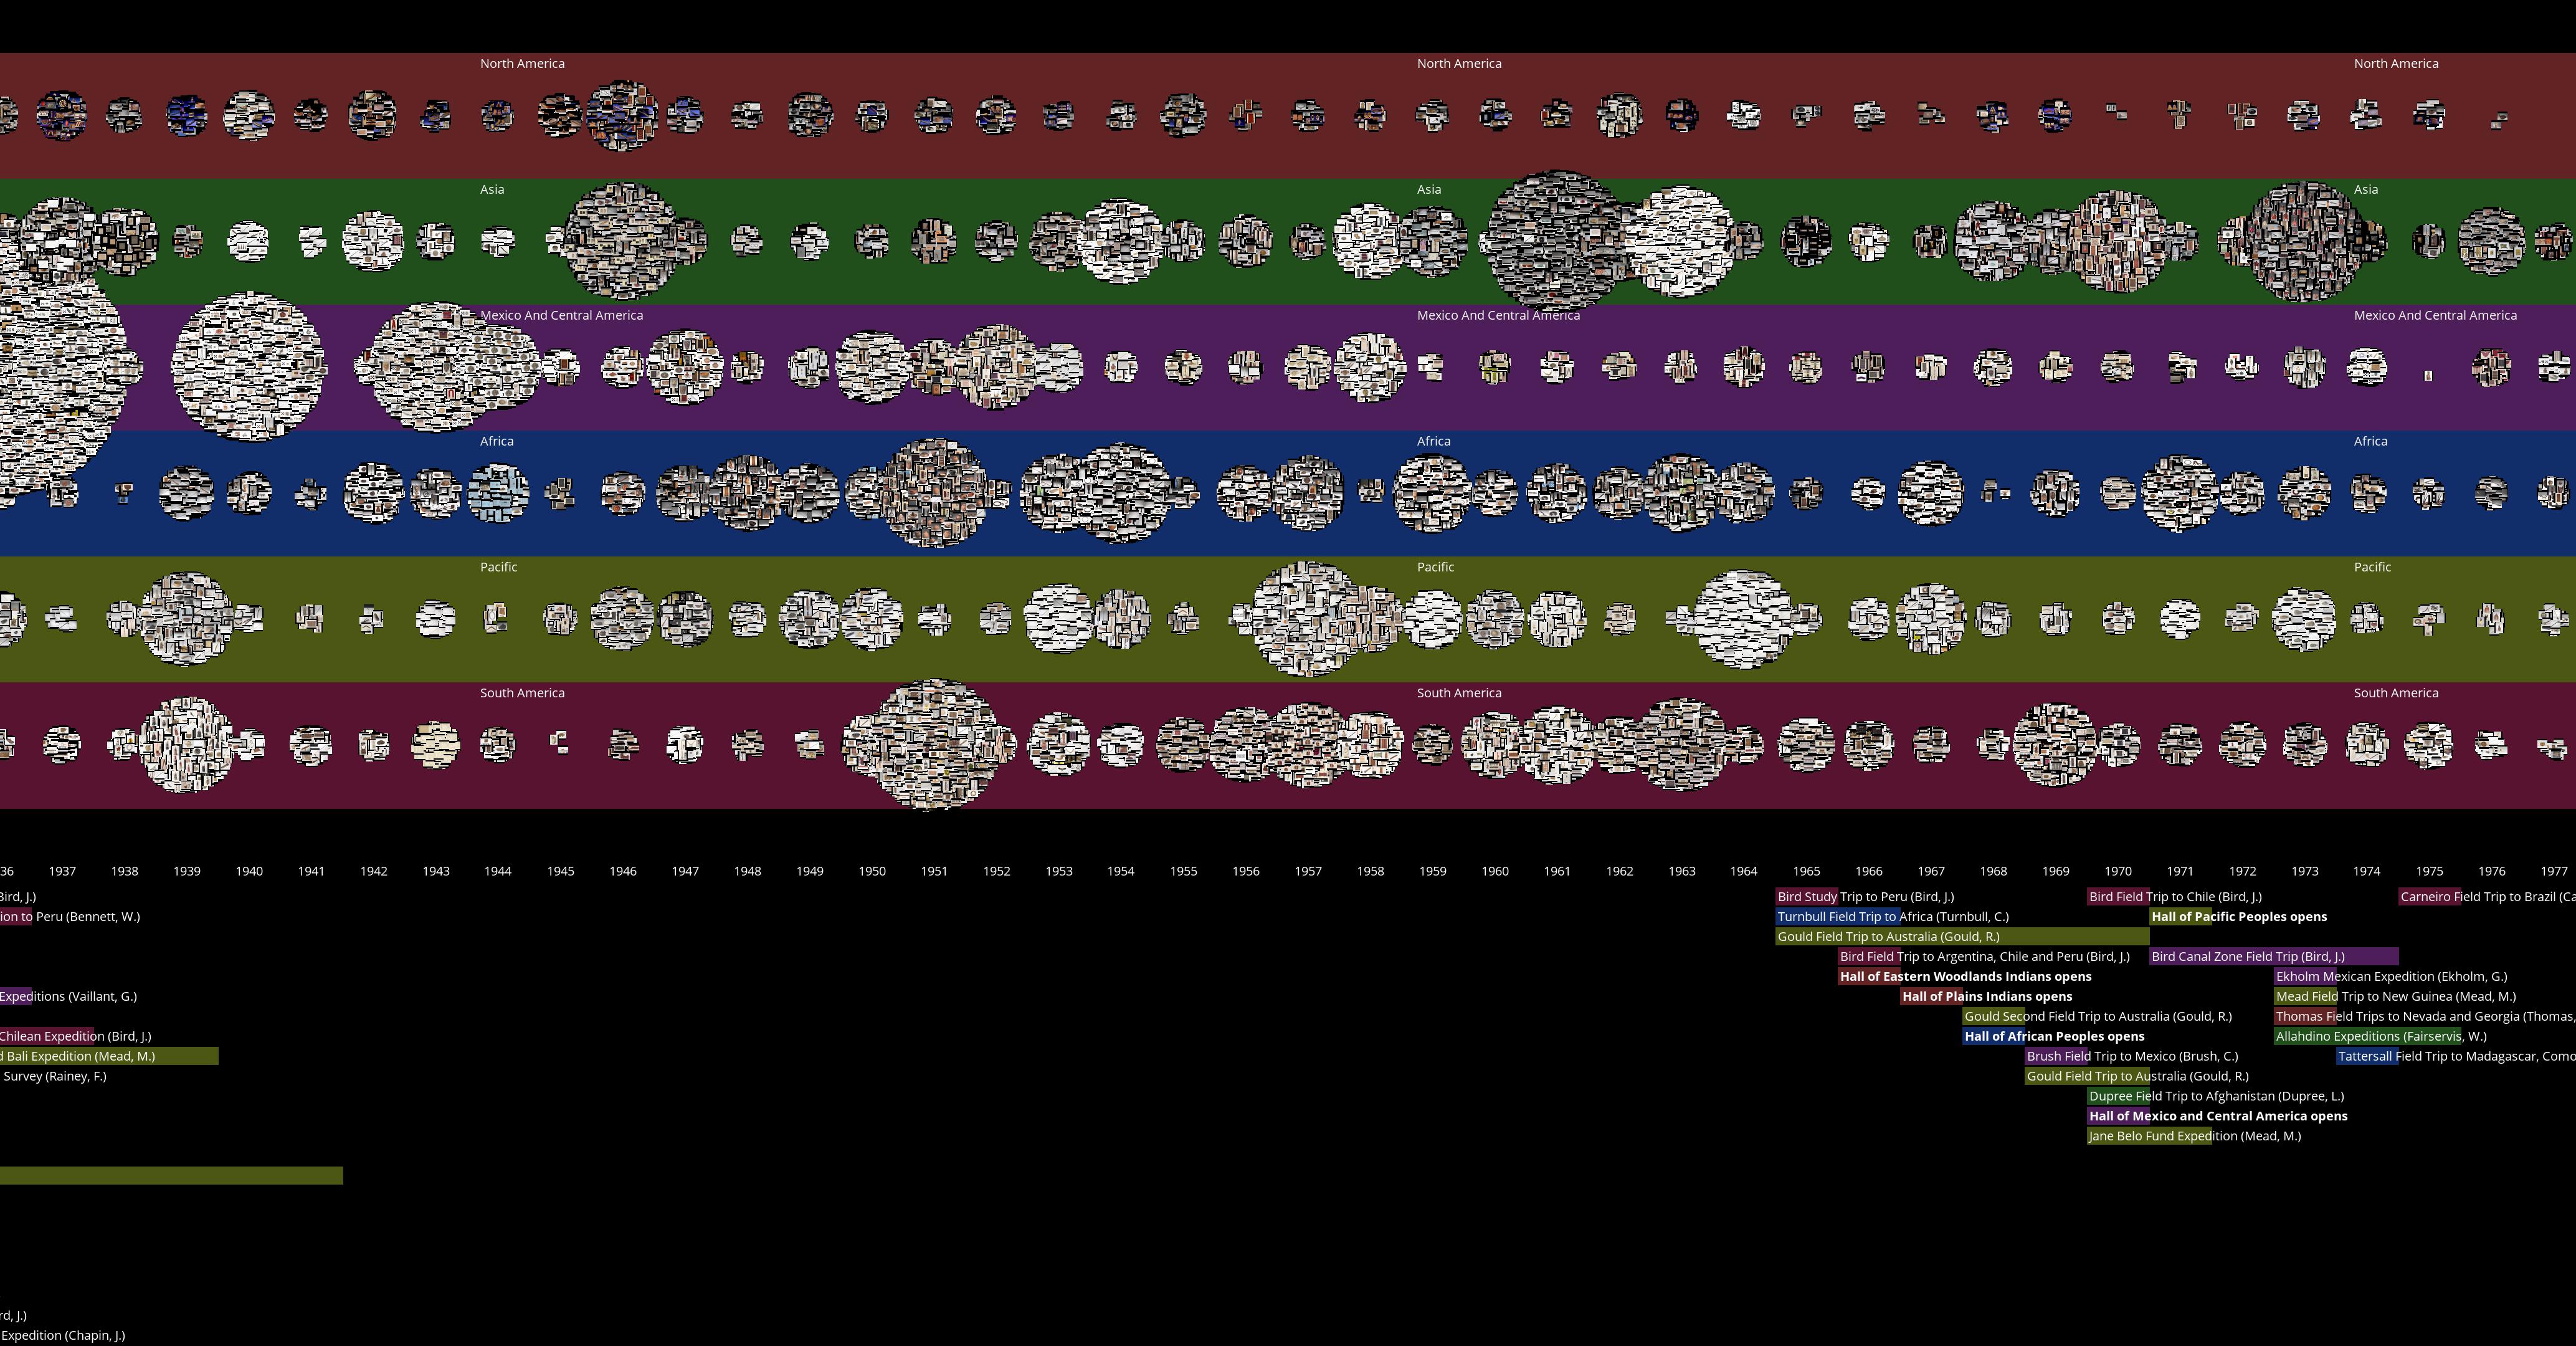 North America North America North America
Asia Asia Asia
Mexico And Central America Mexico And Central America Mexico And Central America
Africa Africa Africa
Pacific Pacific Pacific
South America South America South America
36 1937 1938 1939 1940 1941 1942 1943 1944 1945 1946 1947 1948 1949 1950 1951 1952 1953 1954 1955 1956 1957 1958 1959 1960 1961 1962 1963 1964 1965 1966 1967 1968 1969 1970 1971 1972 1973 1974 1975 1976 1977
Bird, J.) Bird Study Trip to Peru (Bird, J.) Bird Field Trip to Chile (Bird, J.) Carneiro Field Trip to Brazil (Ca
ion to Peru (Bennett, W.) Turnbull Field Trip to Africa (Turnbull, C.) Hall of Pacific Peoples opens
Gould Field Trip to Australia (Gould, R.)
Bird Field Trip to Argentina, Chile and Peru (Bird, J.) Bird Canal Zone Field Trip (Bird, J.)
Hall of Eastern Woodlands Indians opens Ekholm Mexican Expedition (Ekholm, G.)
Expeditions (Vaillant, G.) Hall of Plains Indians opens Mead Field Trip to New Guinea (Mead, M.)
Gould Second Field Trip to Australia (Gould, R.) Thomas Field Trips to Nevada and Georgia (Thomas,
Chilean Expedition (Bird, J.) Hall of African Peoples opens Allahdino Expeditions (Fairservis, W.)
d Bali Expedition (Mead, M.) Brush Field Trip to Mexico (Brush, C.) Tattersall Field Trip to Madagascar, Como
Survey (Rainey, F.) Gould Field Trip to Australia (Gould, R.)
Dupree Field Trip to Afghanistan (Dupree, L.)
Hall of Mexico and Central America opens
Jane Belo Fund Expedition (Mead, M.)
rd, J.)
Expedition (Chapin, J.)